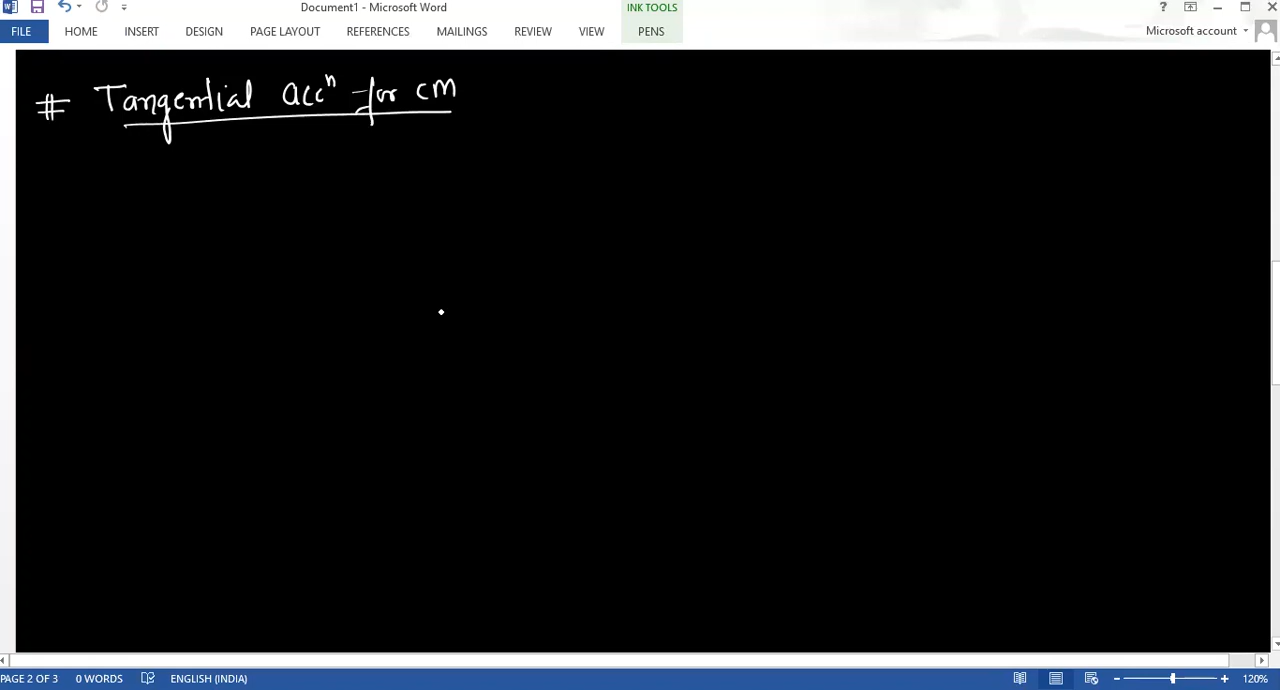 Document1 - Microsoft Word
INK TOOLS
?
FILE HOME INSERT DESIGN PAGE LAYOUT REFERENCES MAILINGS REVIEW VIEW PENS
Microsoft account
# Tangential accⁿ for CM
PAGE 2 OF 3 0 WORDS ENGLISH (INDIA)
- + 120%